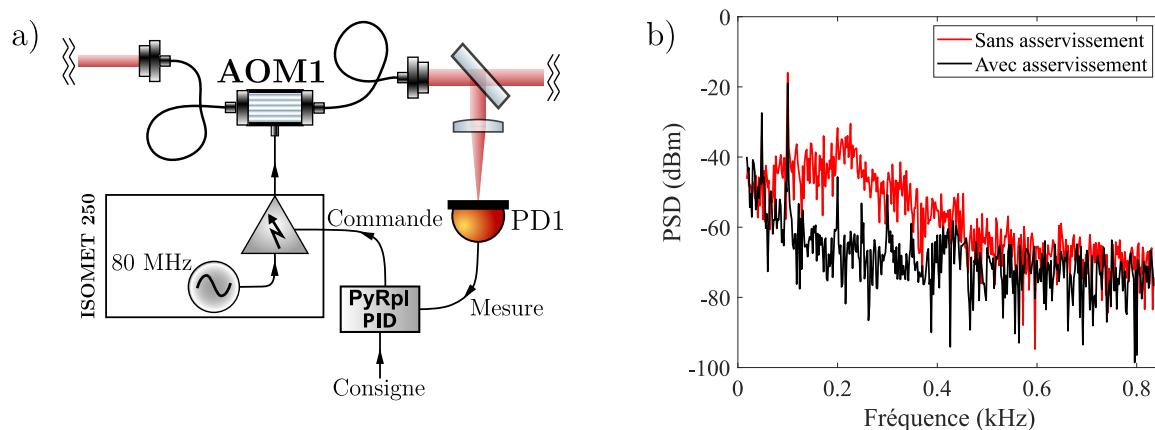 a)
AOM1
ISOMET 250
80 MHz
Commande
PD1
PyRpl
PID
Mesure
Consigne
b)
Sans asservissement
Avec asservissement
PSD (dBm)
0
-20
-40
-60
-80
-100
0
0.2
0.4
0.6
0.8
Fréquence (kHz)